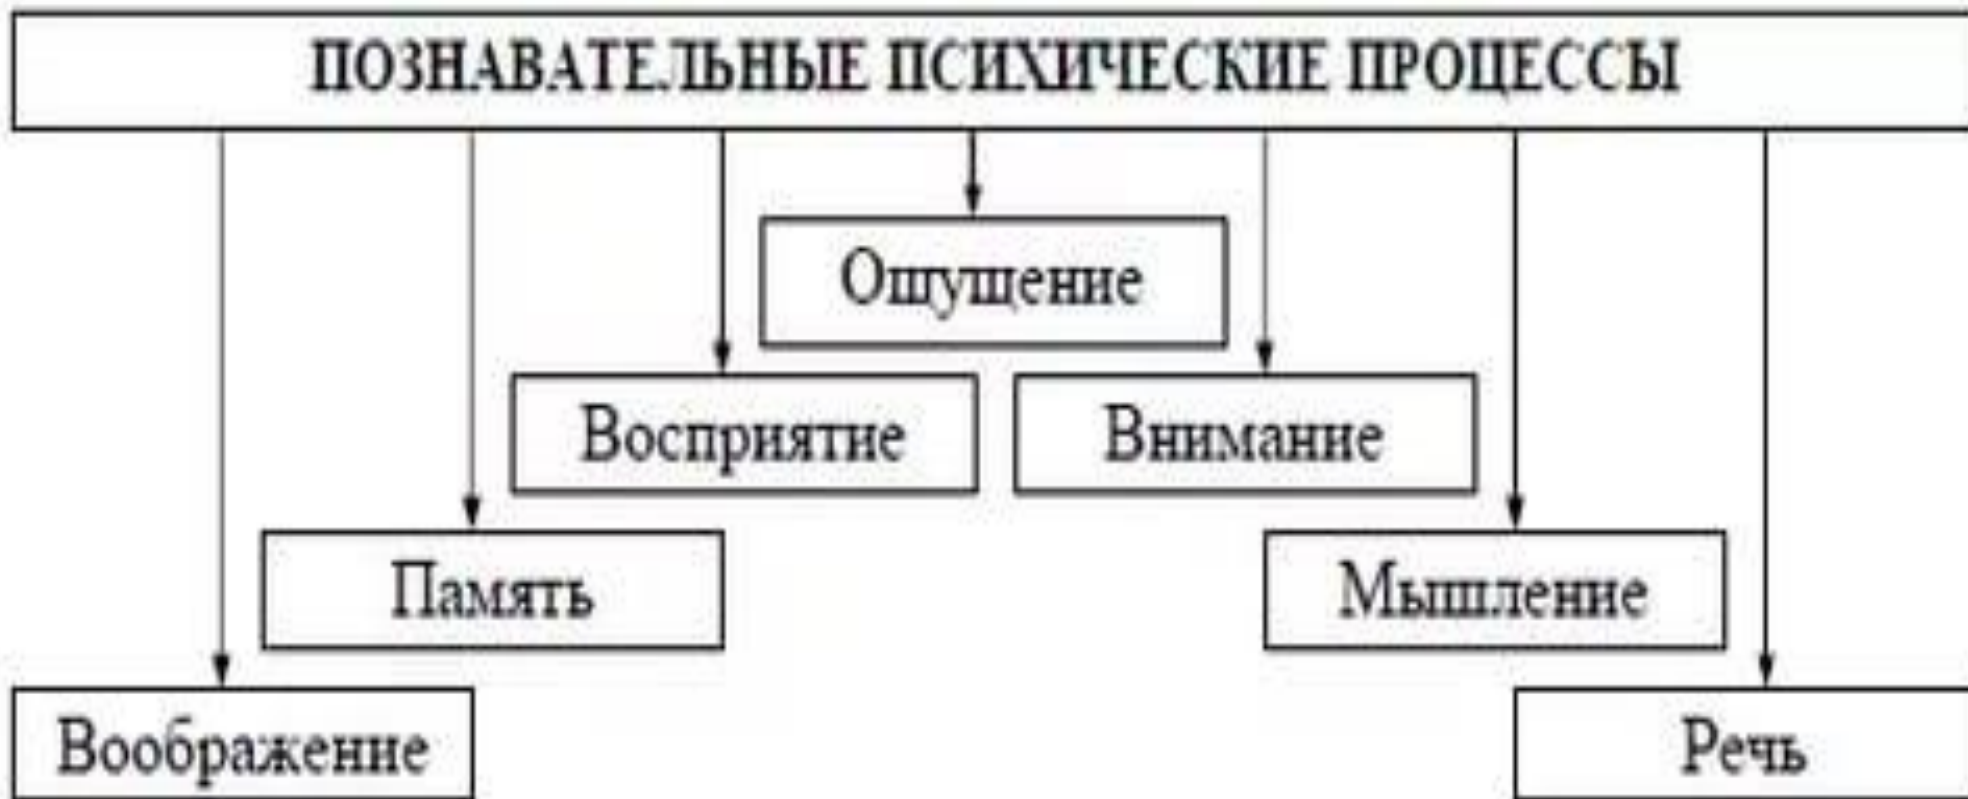 ПОЗНАВАТЕЛЬНЫЕ ПСИХИЧЕСКИЕ ПРОЦЕССЫ
Ощущение
Восприятие
Внимание
Память
Мышление
Воображение
Речь